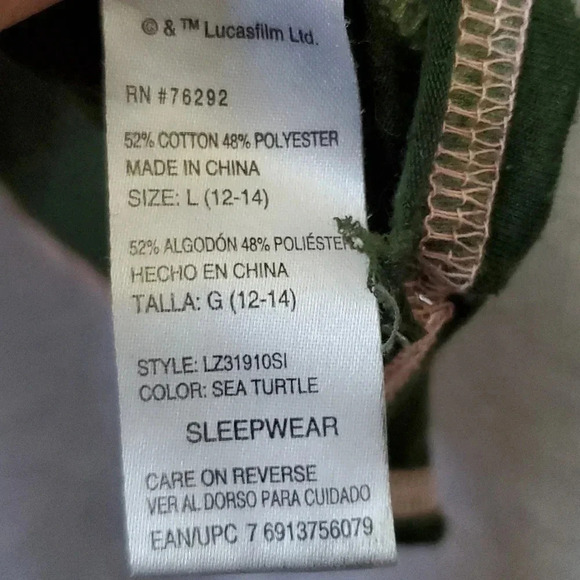 © & ™ Lucasfilm Ltd.
RN #76292
52% COTTON 48% POLYESTER
MADE IN CHINA
SIZE: L (12-14)
52% ALGODÓN 48% POLIÉSTER
HECHO EN CHINA
TALLA: G (12-14)
STYLE: LZ31910SI
COLOR: SEA TURTLE
SLEEPWEAR
CARE ON REVERSE
VER AL DORSO PARA CUIDADO
EAN/UPC 7 6913756079